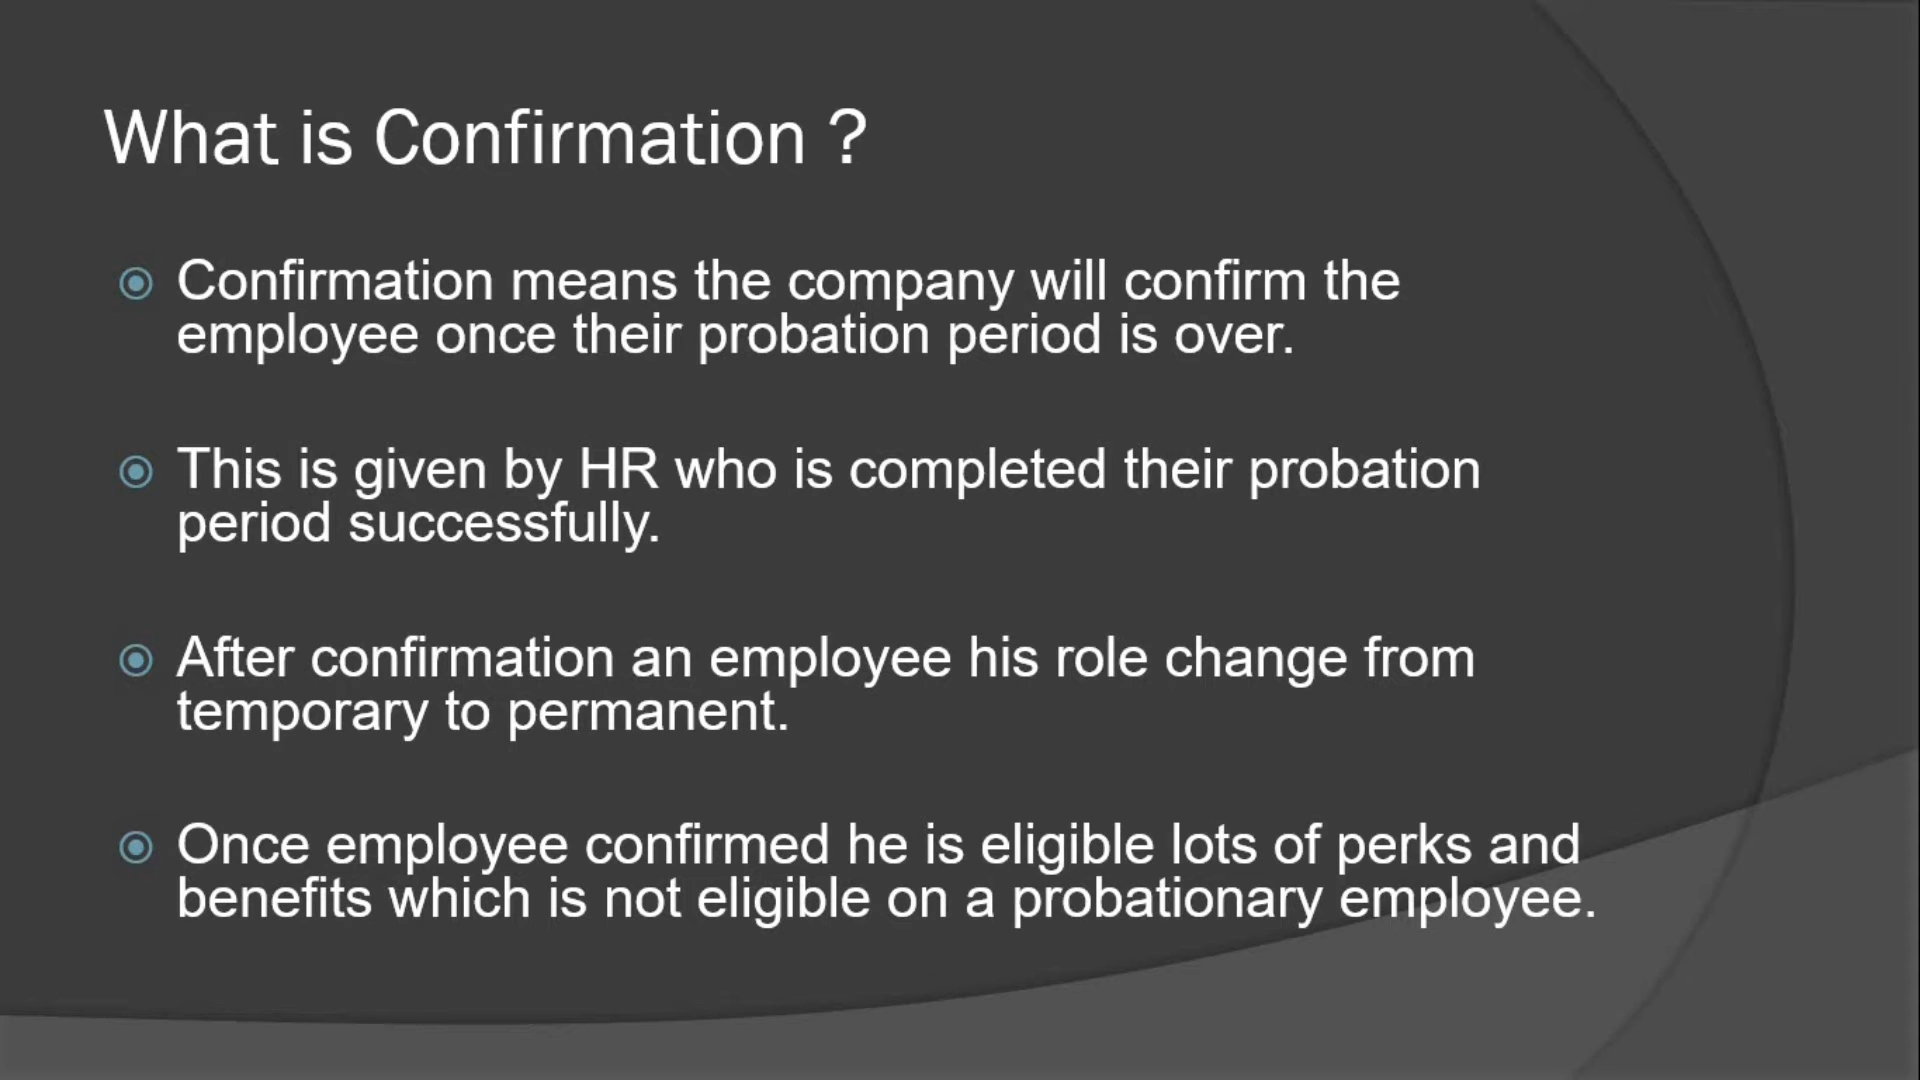 What is Confirmation ?
Confirmation means the company will confirm the
employee once their probation period is over.
This is given by HR who is completed their probation
period successfully.
After confirmation an employee his role change from
temporary to permanent.
Once employee confirmed he is eligible lots of perks and
benefits which is not eligible on a probationary employee.